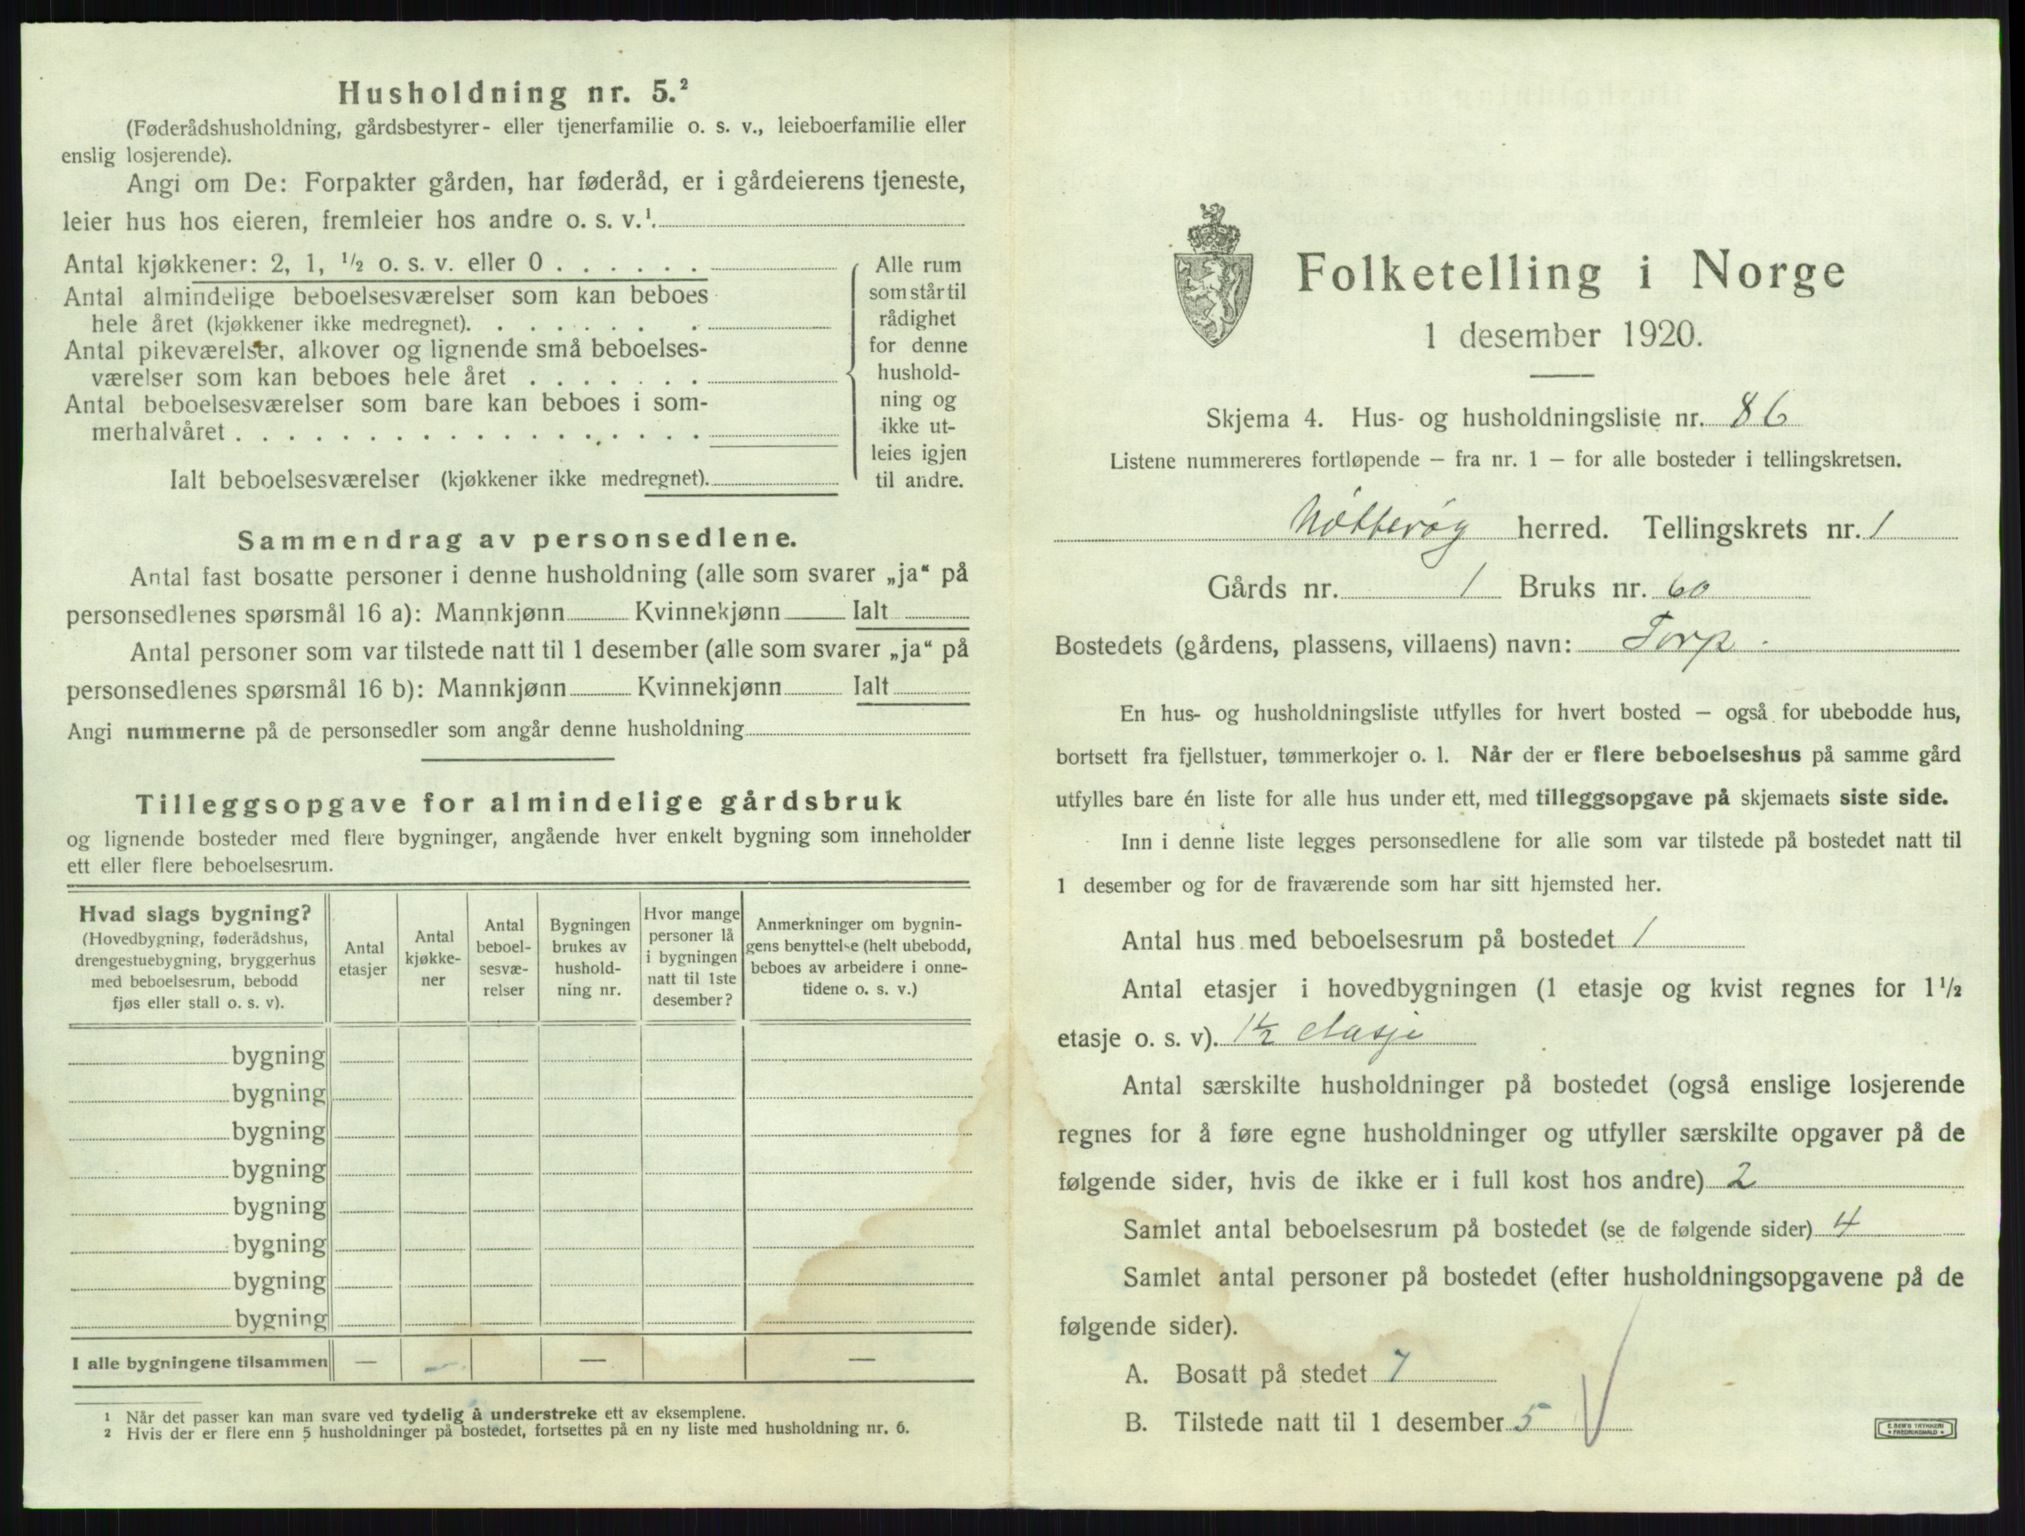 Husholdning nr. 5.²
(Føderådshusholdning, gårdsbestyrer- eller tjenerfamilie o. s. v., leieboerfamilie eller
enslig losjerende).
Angi om De: Forpakter gården, har føderåd, er i gårdeierens tjeneste,
leier hus hos eieren, fremleier hos andre o. s. v.¹
Antal kjøkkener: 2, 1, ½ o. s. v. eller 0 . . . . . .
Antal almindelige beboelsesværelser som kan beboes
hele året (kjøkkener ikke medregnet). . . . . . . .
Antal pikeværelser, alkover og lignende små beboelses-
værelser som kan beboes hele året . . . . . . .
Antal beboelsesværelser som bare kan beboes i som-
merhalvåret . . . . . . . . . . . . . . . . . .
Ialt beboelsesværelser (kjøkkener ikke medregnet).
Alle rum
som står til
rådighet
for denne
hushold-
ning og
ikke ut-
leies igjen
til andre.
Sammendrag av personsedlene.
Antal fast bosatte personer i denne husholdning (alle som svarer „ja“ på
personsedlenes spørsmål 16 a): Mannkjønn Kvinnekjønn Ialt
Antal personer som var tilstede natt til 1 desember (alle som svarer „ja“ på
personsedlenes spørsmål 16 b): Mannkjønn Kvinnekjønn Ialt
Angi nummerne på de personsedler som angår denne husholdning
Tilleggsopgave for almindelige gårdsbruk
og lignende bosteder med flere bygninger, angående hver enkelt bygning som inneholder
ett eller flere beboelsesrum.
Hvad slags bygning?
(Hovedbygning, føderådshus,
drengestuebygning, bryggerhus
med beboelsesrum, bebodd
fjøs eller stall o. s. v).
Antal
etasjer
Antal
kjøkke-
ner
Antal
beboel-
sesvæ-
relser
Bygningen
brukes av
hushold-
ning nr.
Hvor mange
personer lå
i bygningen
natt til 1ste
desember?
Anmerkninger om bygnin-
gens benyttelse (helt ubebodd,
beboes av arbeidere i onne-
tidene o. s. v.)
bygning
bygning
bygning
bygning
bygning
bygning
bygning
bygning
I alle bygningene tilsammen — — — —
¹ Når det passer kan man svare ved tydelig å understreke ett av eksemplene.
² Hvis der er flere enn 5 husholdninger på bostedet, fortsettes på en ny liste med husholdning nr. 6.
Folketelling i Norge
1 desember 1920.
Skjema 4. Hus- og husholdningsliste nr. 86
Listene nummereres fortløpende – fra nr. 1 – for alle bosteder i tellingskretsen.
Nøtterøy herred. Tellingskrets nr. 1
Gårds nr. 1 Bruks nr. 60
Bostedets (gårdens, plassens, villaens) navn: Torp.
En hus- og husholdningsliste utfylles for hvert bosted – også for ubebodde hus,
bortsett fra fjellstuer, tømmerkojer o. l. Når der er flere beboelseshus på samme gård
utfylles bare én liste for alle hus under ett, med tilleggsopgave på skjemaets siste side.
Inn i denne liste legges personsedlene for alle som var tilstede på bostedet natt til
1 desember og for de fraværende som har sitt hjemsted her.
Antal hus med beboelsesrum på bostedet 1
Antal etasjer i hovedbygningen (1 etasje og kvist regnes for 1½
etasje o. s. v). 1½ etasje
Antal særskilte husholdninger på bostedet (også enslige losjerende
regnes for å føre egne husholdninger og utfyller særskilte opgaver på de
følgende sider, hvis de ikke er i full kost hos andre) 2
Samlet antal beboelsesrum på bostedet (se de følgende sider) 4
Samlet antal personer på bostedet (efter husholdningsopgavene på de
følgende sider).
A. Bosatt på stedet 7
B. Tilstede natt til 1 desember 5